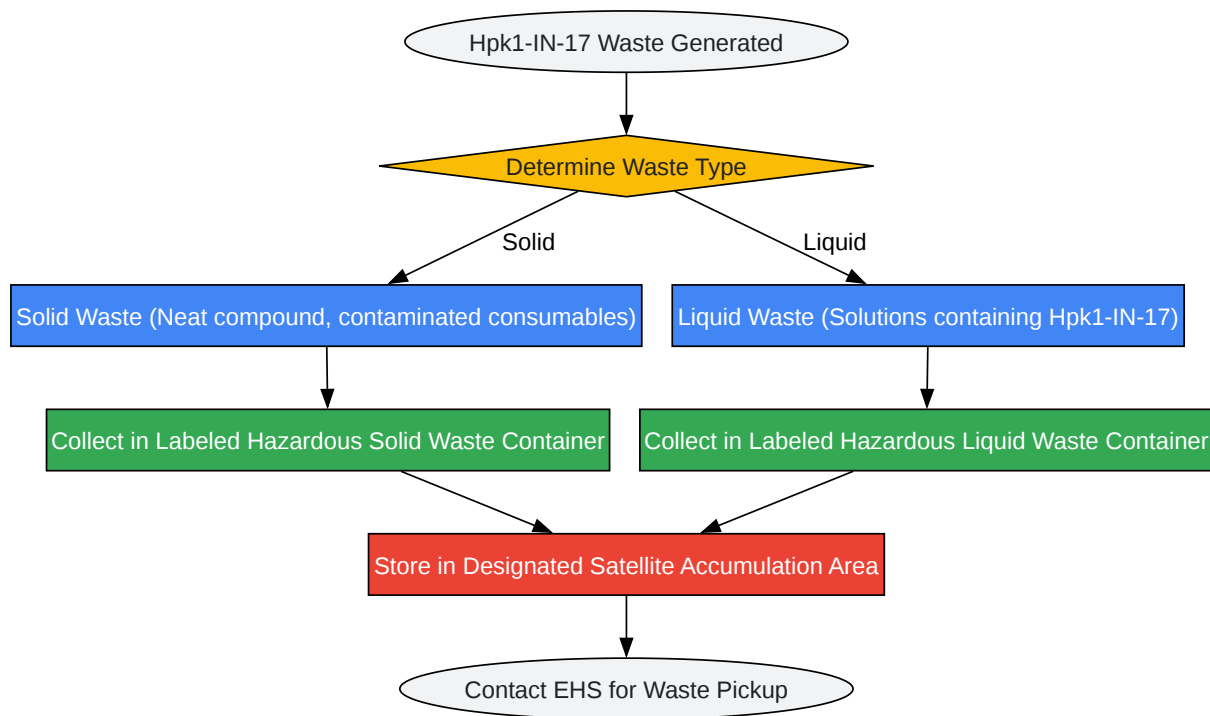 Hpk1-IN-17 Waste Generated
Determine Waste Type
Solid
Liquid
Solid Waste (Neat compound, contaminated consumables)
Liquid Waste (Solutions containing Hpk1-IN-17)
Collect in Labeled Hazardous Solid Waste Container
Collect in Labeled Hazardous Liquid Waste Container
Store in Designated Satellite Accumulation Area
Contact EHS for Waste Pickup